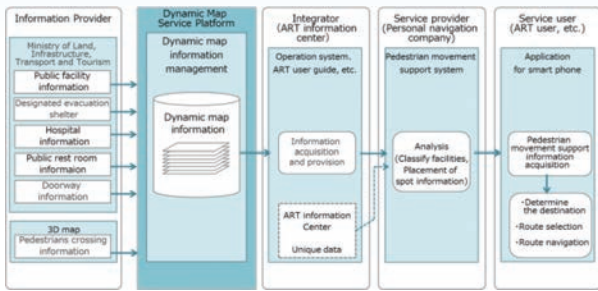 Information Provider
Ministry of Land,
Infrastructure,
Transport and Tourism
Public facility
information
Designated evacuation
shelter
Hospital
information
Public rest room
informaion
Doorway
information
3D map
Pedestrians crossing
information
Dynamic Map
Service Platform
Dynamic map
information
management
Dynamic map
information
Integrator
(ART information
center)
Operation system.
ART user guide, etc.
Information
acquisition
and provision
ART information
Center
Unique data
Service provider
(Personal navigation
company)
Pedestrian movement
support system
Analysis
(Classify facilities,
Placement of
spot information)
Service user
(ART user, etc.)
Application
for smart phone
Pedestrian
movement support
information
acquisition
・Determine
the destination
・Route selection
・Route navigation